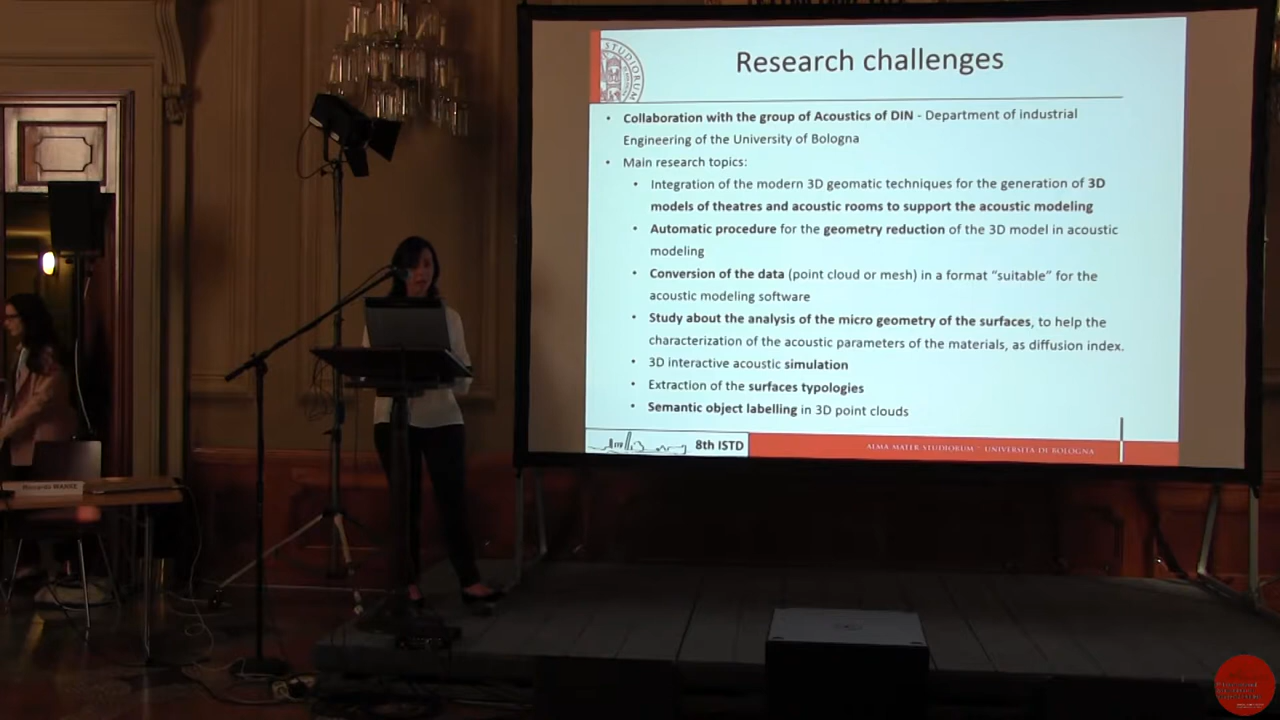 STUDIORUM
Research challenges
• Collaboration with the group of Acoustics of DIN - Department of industrial
Engineering of the University of Bologna
• Main research topics:
• Integration of the modern 3D geomatic techniques for the generation of 3D
models of theatres and acoustic rooms to support the acoustic modeling
• Automatic procedure for the geometry reduction of the 3D model in acoustic
modeling
• Conversion of the data (point cloud or mesh) in a format "suitable" for the
acoustic modeling software
• Study about the analysis of the micro geometry of the surfaces, to help the
characterization of the acoustic parameters of the materials, as diffusion index.
• 3D interactive acoustic simulation
• Extraction of the surfaces typologies
• Semantic object labelling in 3D point clouds
8th ISTD
ALMA MATER STUDIORUM - UNIVERSITÀ DI BOLOGNA